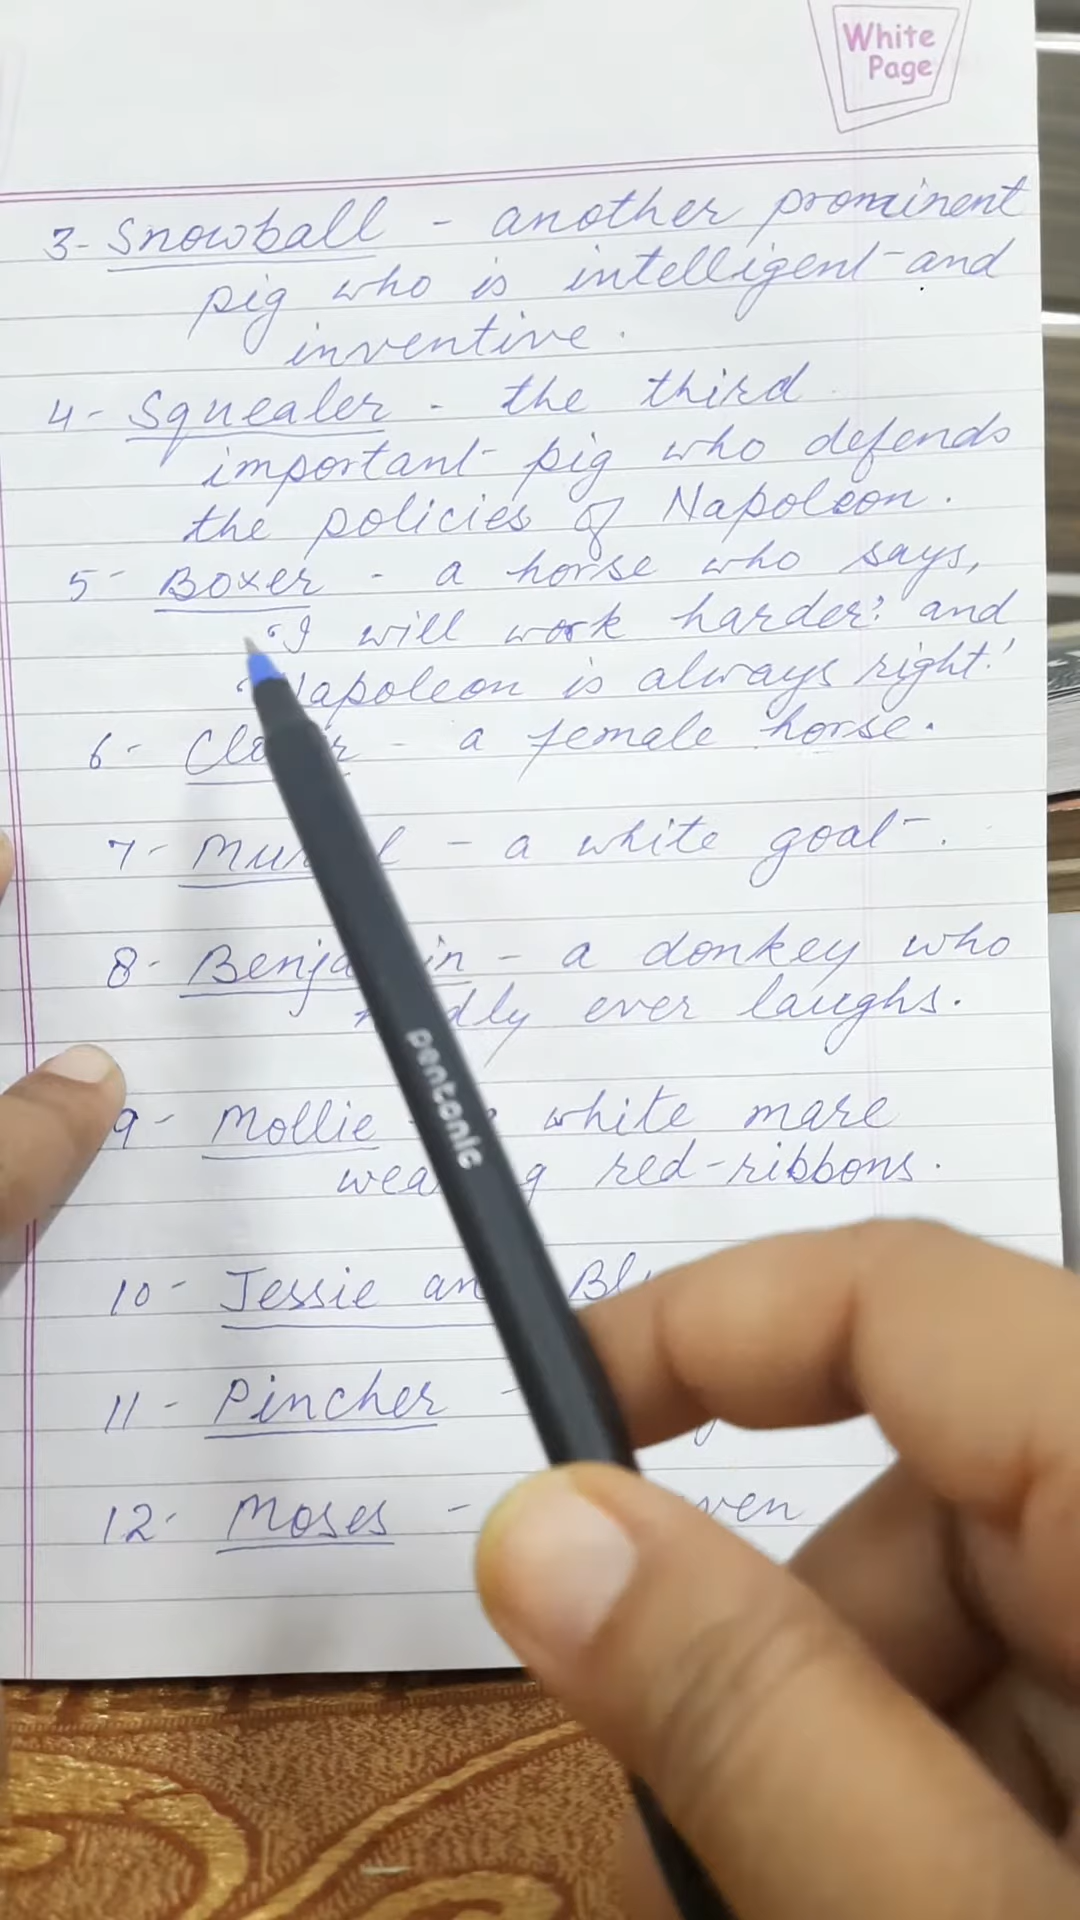 White
Page
3- Snowball - another prominent
pig who is intelligent and
inventive.
4- Squealer - the third
important pig who defends
the policies of Napoleon.
5- Boxer - a horse who says,
'I will work harder' and
'Napoleon is always right.'
6- - a female horse.
7- - a white goat.
8- - a donkey who
ever laughs.
9- Mollie - white mare
red-ribbons.
10- Jessie
11- Pincher -
12- Moses -
pentonic